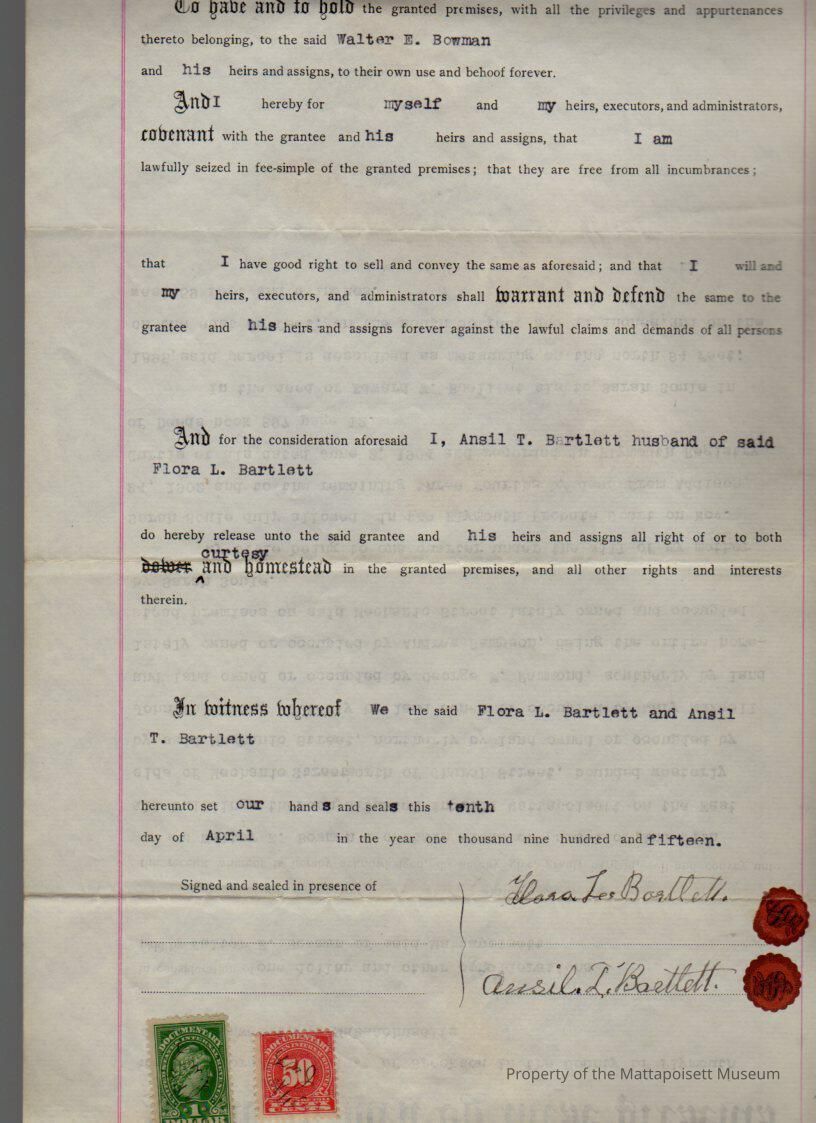 To have and to hold the granted premises, with all the privileges and appurtenances
thereto belonging, to the said Walter E. Bowman
and his heirs and assigns, to their own use and behoof forever.
And I hereby for myself and my heirs, executors, and administrators,
covenant with the grantee and his heirs and assigns, that I am
lawfully seized in fee-simple of the granted premises; that they are free from all incumbrances;
that I have good right to sell and convey the same as aforesaid; and that I will and
my heirs, executors, and administrators shall warrant and defend the same to the
grantee and his heirs and assigns forever against the lawful claims and demands of all persons
And for the consideration aforesaid I, Ansil T. Bartlett husband of said
Flora L. Bartlett
do hereby release unto the said grantee and his heirs and assigns all right of or to both
curtesy
dower and homestead in the granted premises, and all other rights and interests
therein.
In witness whereof We the said Flora L. Bartlett and Ansil
T. Bartlett
hereunto set our hands and seals this tenth
day of April in the year one thousand nine hundred and fifteen.
Signed and sealed in presence of
Flora Lee Bartlett.
Ansil. T. Bartlett.
DOCUMENTARY
1
DOLLAR
DOCUMENTARY
50
CENTS
Property of the Mattapoisett Museum